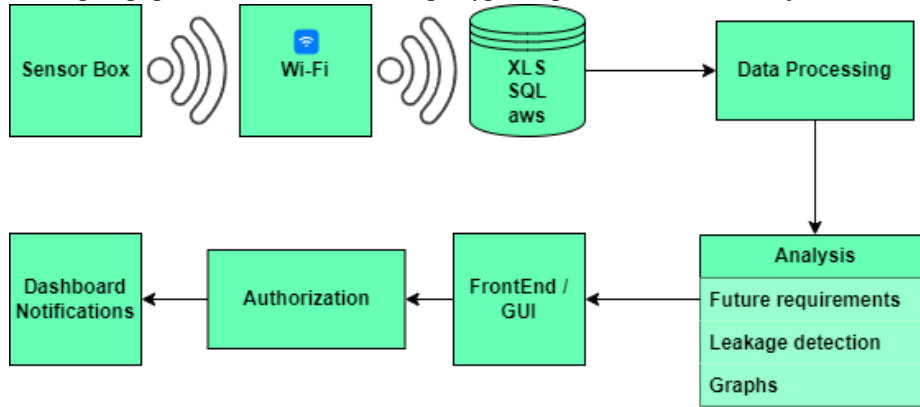 Sensor Box
Wi-Fi
XLS
SQL
aws
Data Processing
Analysis
Future requirements
Leakage detection
Graphs
FrontEnd /
GUI
Authorization
Dashboard
Notifications